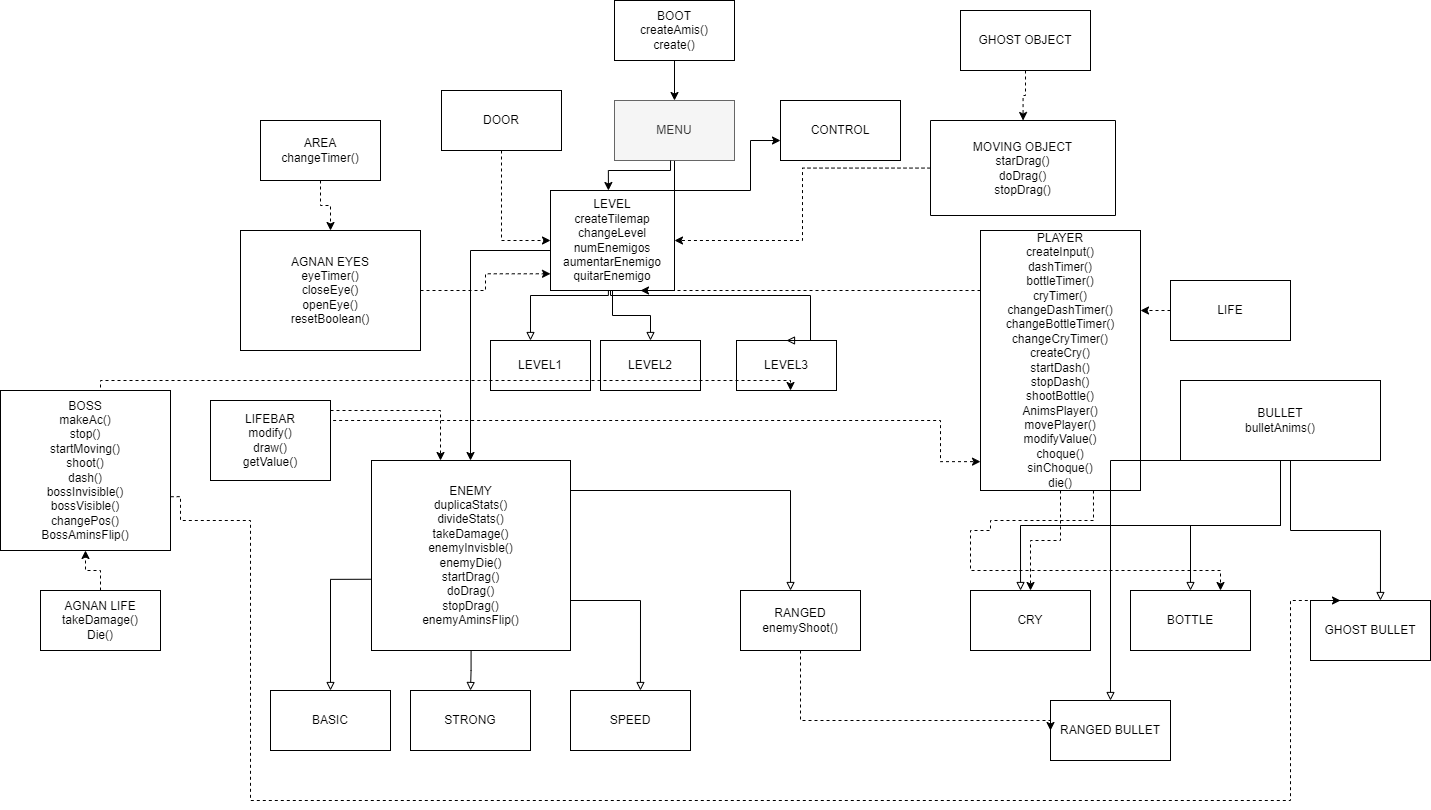 BOOT
createAmis()
create()
GHOST OBJECT
DOOR
MENU
CONTROL
AREA
changeTimer()
MOVING OBJECT
starDrag()
doDrag()
stopDrag()
LEVEL
createTilemap
changeLevel
numEnemigos
aumentarEnemigo
quitarEnemigo
AGNAN EYES
eyeTimer()
closeEye()
openEye()
resetBoolean()
PLAYER
createInput()
dashTimer()
bottleTimer()
cryTimer()
changeDashTimer()
changeBottleTimer()
changeCryTimer()
createCry()
startDash()
stopDash()
shootBottle()
AnimsPlayer()
movePlayer()
modifyValue()
choque()
sinChoque()
die()
LIFE
LEVEL1
LEVEL2
LEVEL3
BOSS
makeAc()
stop()
startMoving()
shoot()
dash()
bossInvisible()
bossVisible()
changePos()
BossAminsFlip()
LIFEBAR
modify()
draw()
getValue()
BULLET
bulletAnims()
ENEMY
duplicaStats()
divideStats()
takeDamage()
enemyInvisble()
enemyDie()
startDrag()
doDrag()
stopDrag()
enemyAminsFlip()
AGNAN LIFE
takeDamage()
Die()
RANGED
enemyShoot()
CRY
BOTTLE
GHOST BULLET
BASIC
STRONG
SPEED
RANGED BULLET